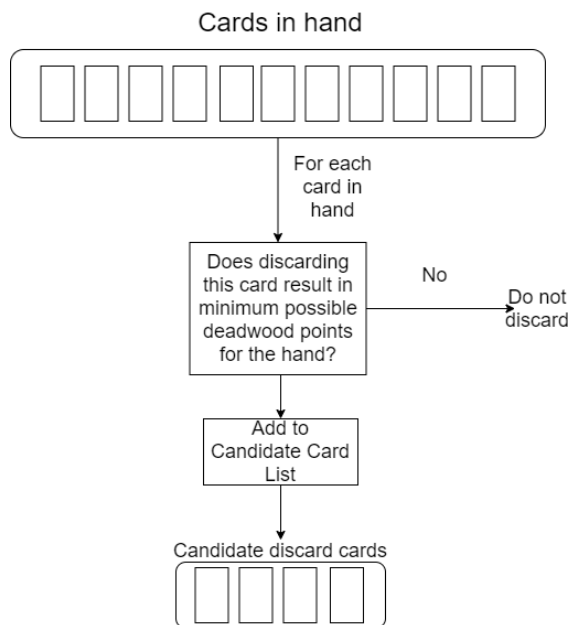 Cards in hand
For each
card in
hand
Does discarding
this card result in
minimum possible
deadwood points
for the hand?
No
Do not
discard
Add to
Candidate Card
List
Candidate discard cards